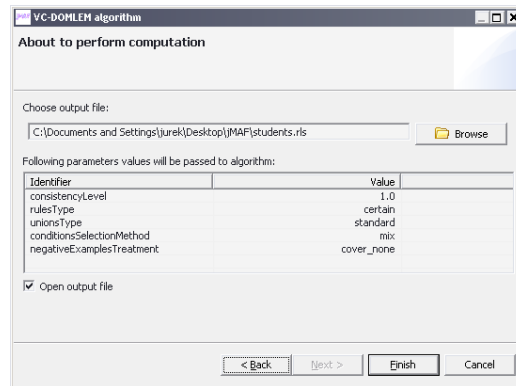 jMAF VC-DOMLEM algorithm
About to perform computation
Choose output file:
C:\Documents and Settings\jurek\Desktop\jMAF\students.rls
Browse
Following parameters values will be passed to algorithm:
Identifier Value
consistencyLevel 1.0
rulesType certain
unionsType standard
conditionsSelectionMethod mix
negativeExamplesTreatment cover_none
Open output file
< Back Next > Finish Cancel